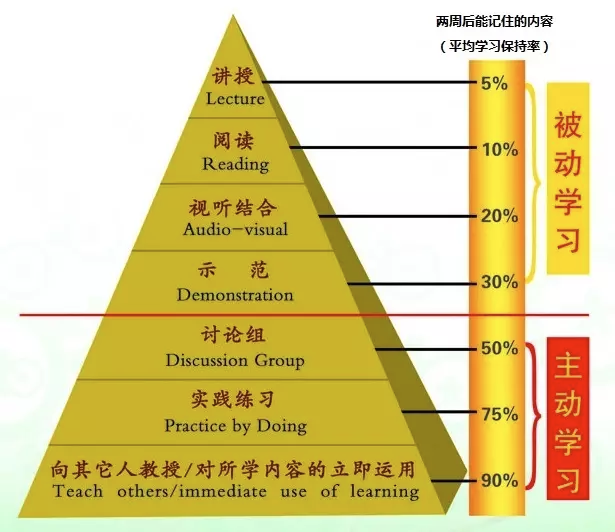 两周后能记住的内容
（平均学习保持率）
讲授
Lecture
5%
阅读
Reading
10%
视听结合
Audio-visual
20%
示 范
Demonstration
30%
被动学习
讨论组
Discussion Group
50%
实践练习
Practice by Doing
75%
向其它人教授/对所学内容的立即运用
Teach others/immediate use of learning
90%
主动学习